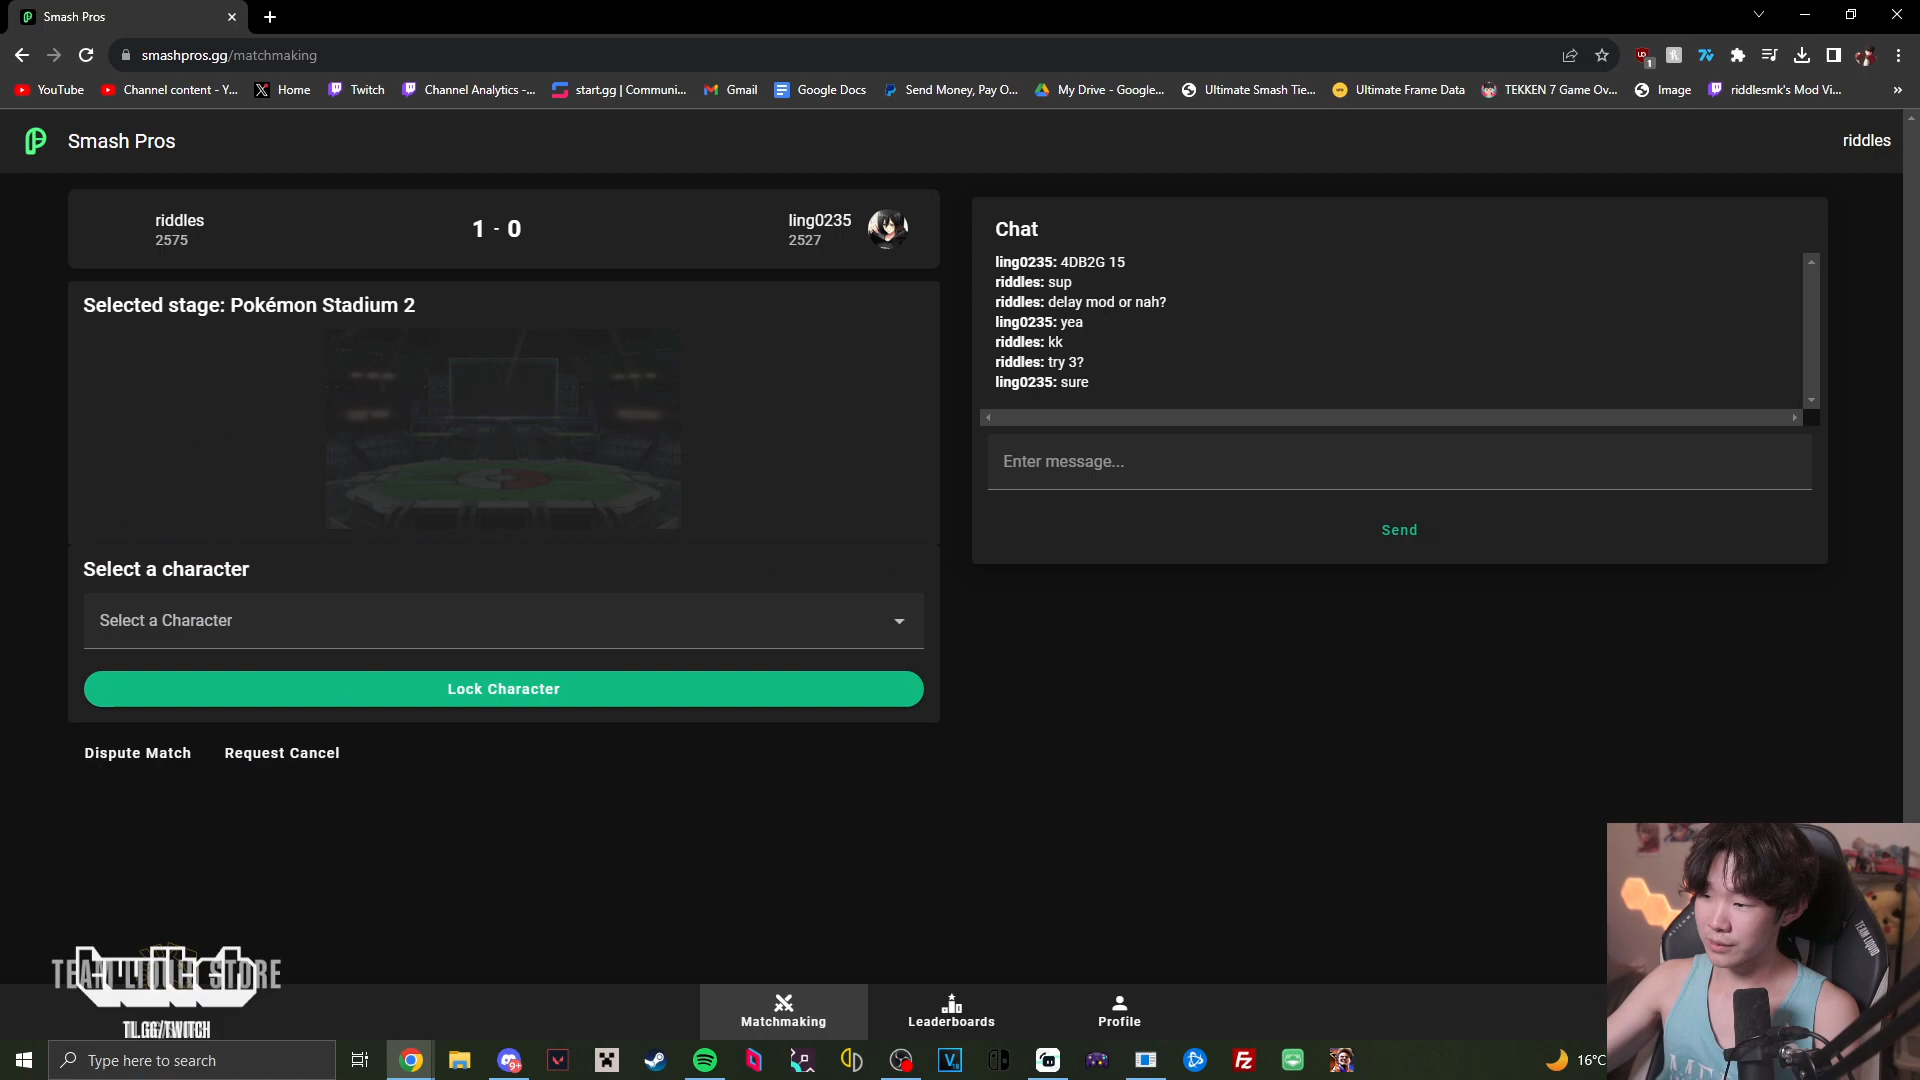 Smash Pros
smashpros.gg/matchmaking
1
YouTube
Channel content - Y...
Home
Twitch
Channel Analytics -...
start.gg | Communi...
Gmail
Google Docs
Send Money, Pay O...
My Drive - Google...
Ultimate Smash Tie...
Ultimate Frame Data
TEKKEN 7 Game Ov...
Image
riddlesmk's Mod Vi...
Smash Pros
riddles
riddles
2575
1 - 0
ling0235
2527
Selected stage: Pokémon Stadium 2
Select a character
Select a Character
Lock Character
Dispute Match
Request Cancel
Chat
ling0235: 4DB2G 15
riddles: sup
riddles: delay mod or nah?
ling0235: yea
riddles: kk
riddles: try 3?
ling0235: sure
Enter message...
Send
twitch
TL.GG/TWITCH
Matchmaking
Leaderboards
Profile
TEAM LIQUID
Type here to search
9+
16°C